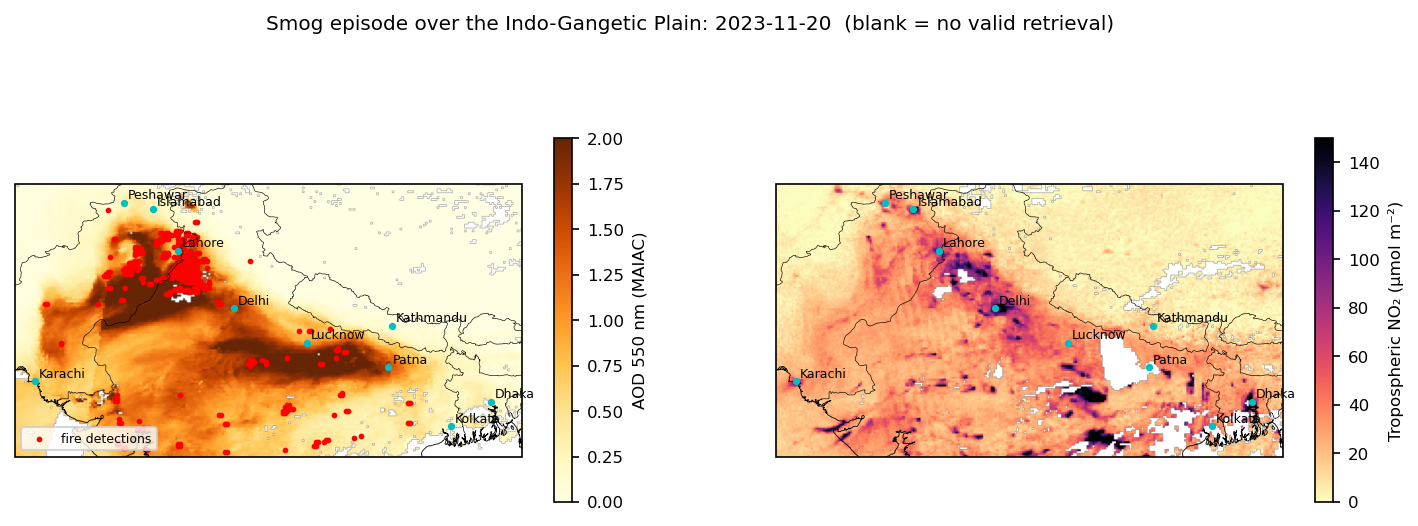 Smog episode over the Indo-Gangetic Plain: 2023-11-20  (blank = no valid retrieval)
Peshawar
Islamabad
Lahore
Delhi
Kathmandu
Lucknow
Patna
Karachi
Dhaka
Kolkata
fire detections
2.00
1.75
1.50
1.25
1.00
0.75
0.50
0.25
0.00
AOD 550 nm (MAIAC)
Peshawar
Islamabad
Lahore
Delhi
Kathmandu
Lucknow
Patna
Karachi
Dhaka
Kolkata
140
120
100
80
60
40
20
0
Tropospheric NO₂ (µmol m⁻²)